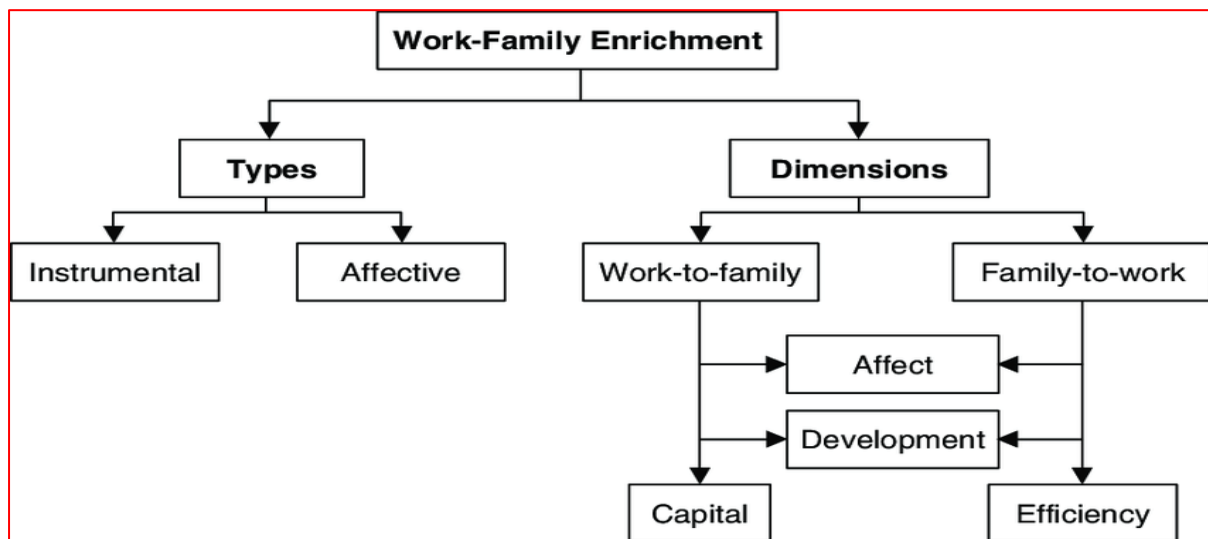 Work-Family Enrichment
Types
Dimensions
Instrumental
Affective
Work-to-family
Family-to-work
Affect
Development
Capital
Efficiency